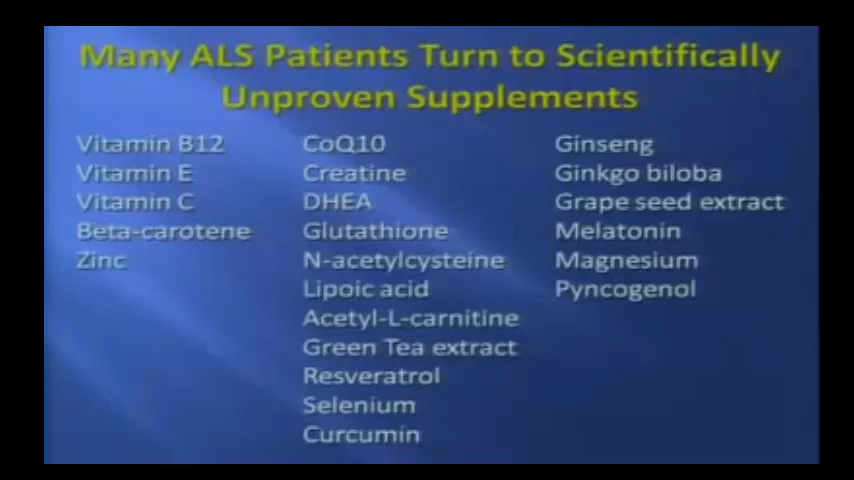 Many ALS Patients Turn to Scientifically
Unproven Supplements
Vitamin B12
Vitamin E
Vitamin C
Beta-carotene
Zinc
CoQ10
Creatine
DHEA
Glutathione
N-acetylcysteine
Lipoic acid
Acetyl-L-carnitine
Green Tea extract
Resveratrol
Selenium
Curcumin
Ginseng
Ginkgo biloba
Grape seed extract
Melatonin
Magnesium
Pyncogenol